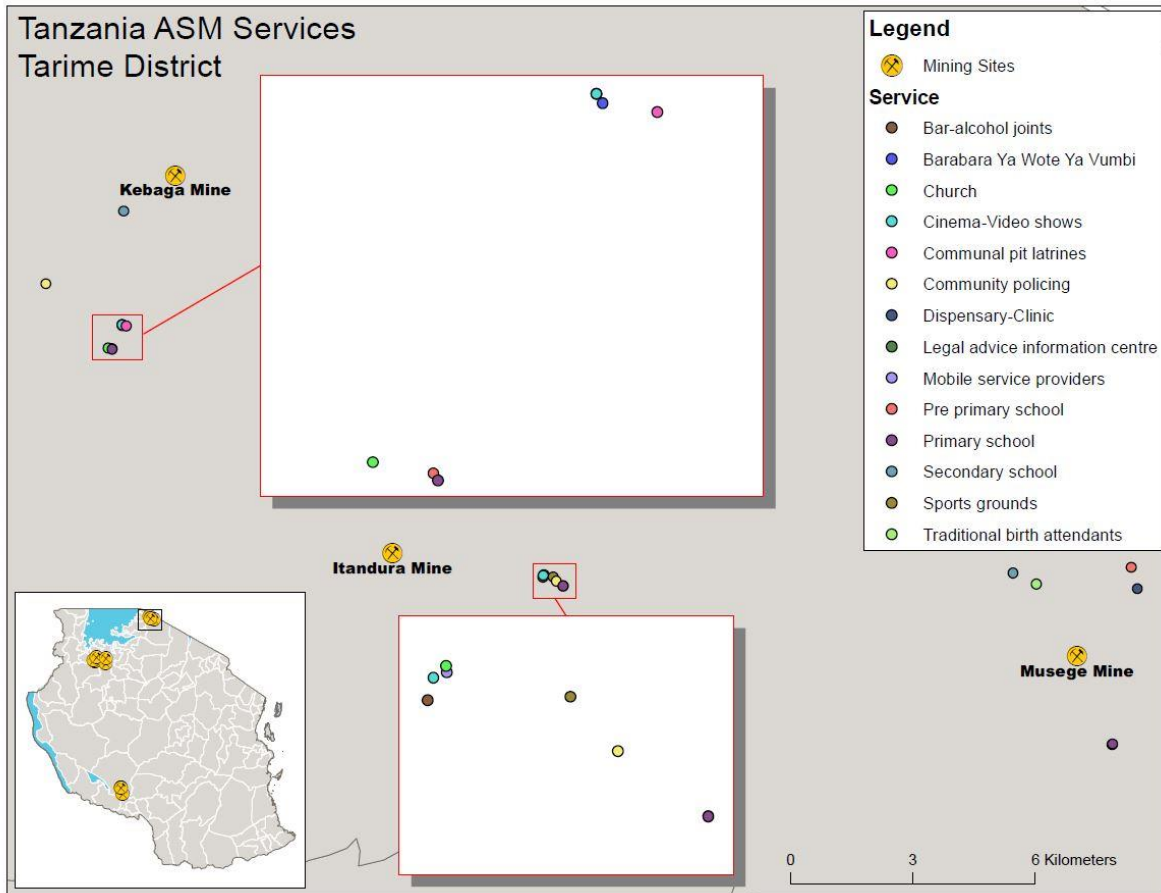 Tanzania ASM Services
Tarime District
Legend
Mining Sites
Service
Bar-alcohol joints
Barabara Ya Wote Ya Vumbi
Church
Cinema-Video shows
Communal pit latrines
Community policing
Dispensary-Clinic
Legal advice information centre
Mobile service providers
Pre primary school
Primary school
Secondary school
Sports grounds
Traditional birth attendants
Kebaga Mine
Itandura Mine
Musege Mine
0 3 6 Kilometers